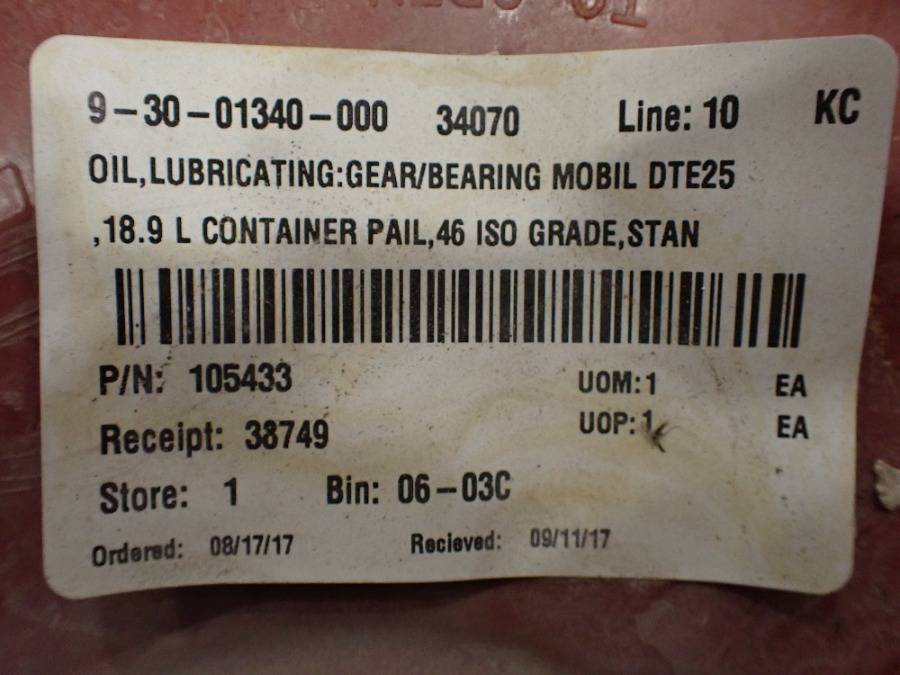 TO OPEN
9-30-01340-000 34070 Line: 10 KC
OIL,LUBRICATING:GEAR/BEARING MOBIL DTE25
,18.9 L CONTAINER PAIL,46 ISO GRADE,STAN
P/N: 105433 UOM:1 EA
Receipt: 38749 UOP:1 EA
Store: 1 Bin: 06-03C
Ordered: 08/17/17 Recieved: 09/11/17